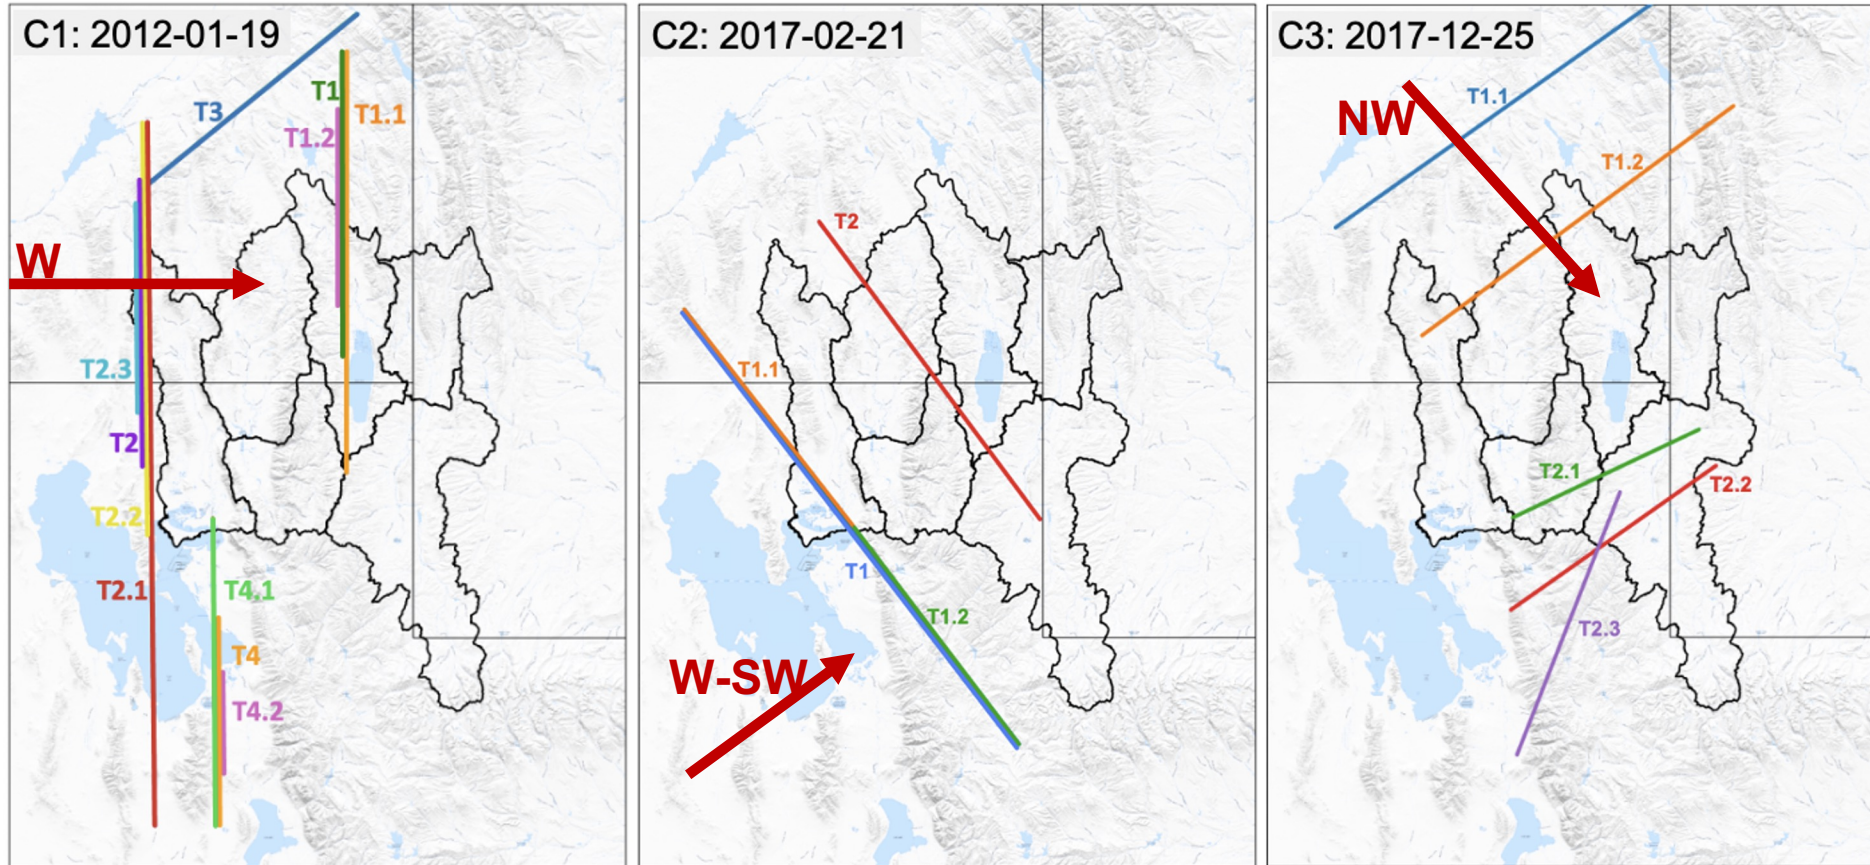 C1: 2012-01-19
T3
T1
T1.1
T1.2
W
T2.3
T2
T2.2
T2.1
T4.1
T4
T4.2
C2: 2017-02-21
T2
T1.1
T1
T1.2
W-SW
C3: 2017-12-25
T1.1
NW
T1.2
T2.1
T2.2
T2.3